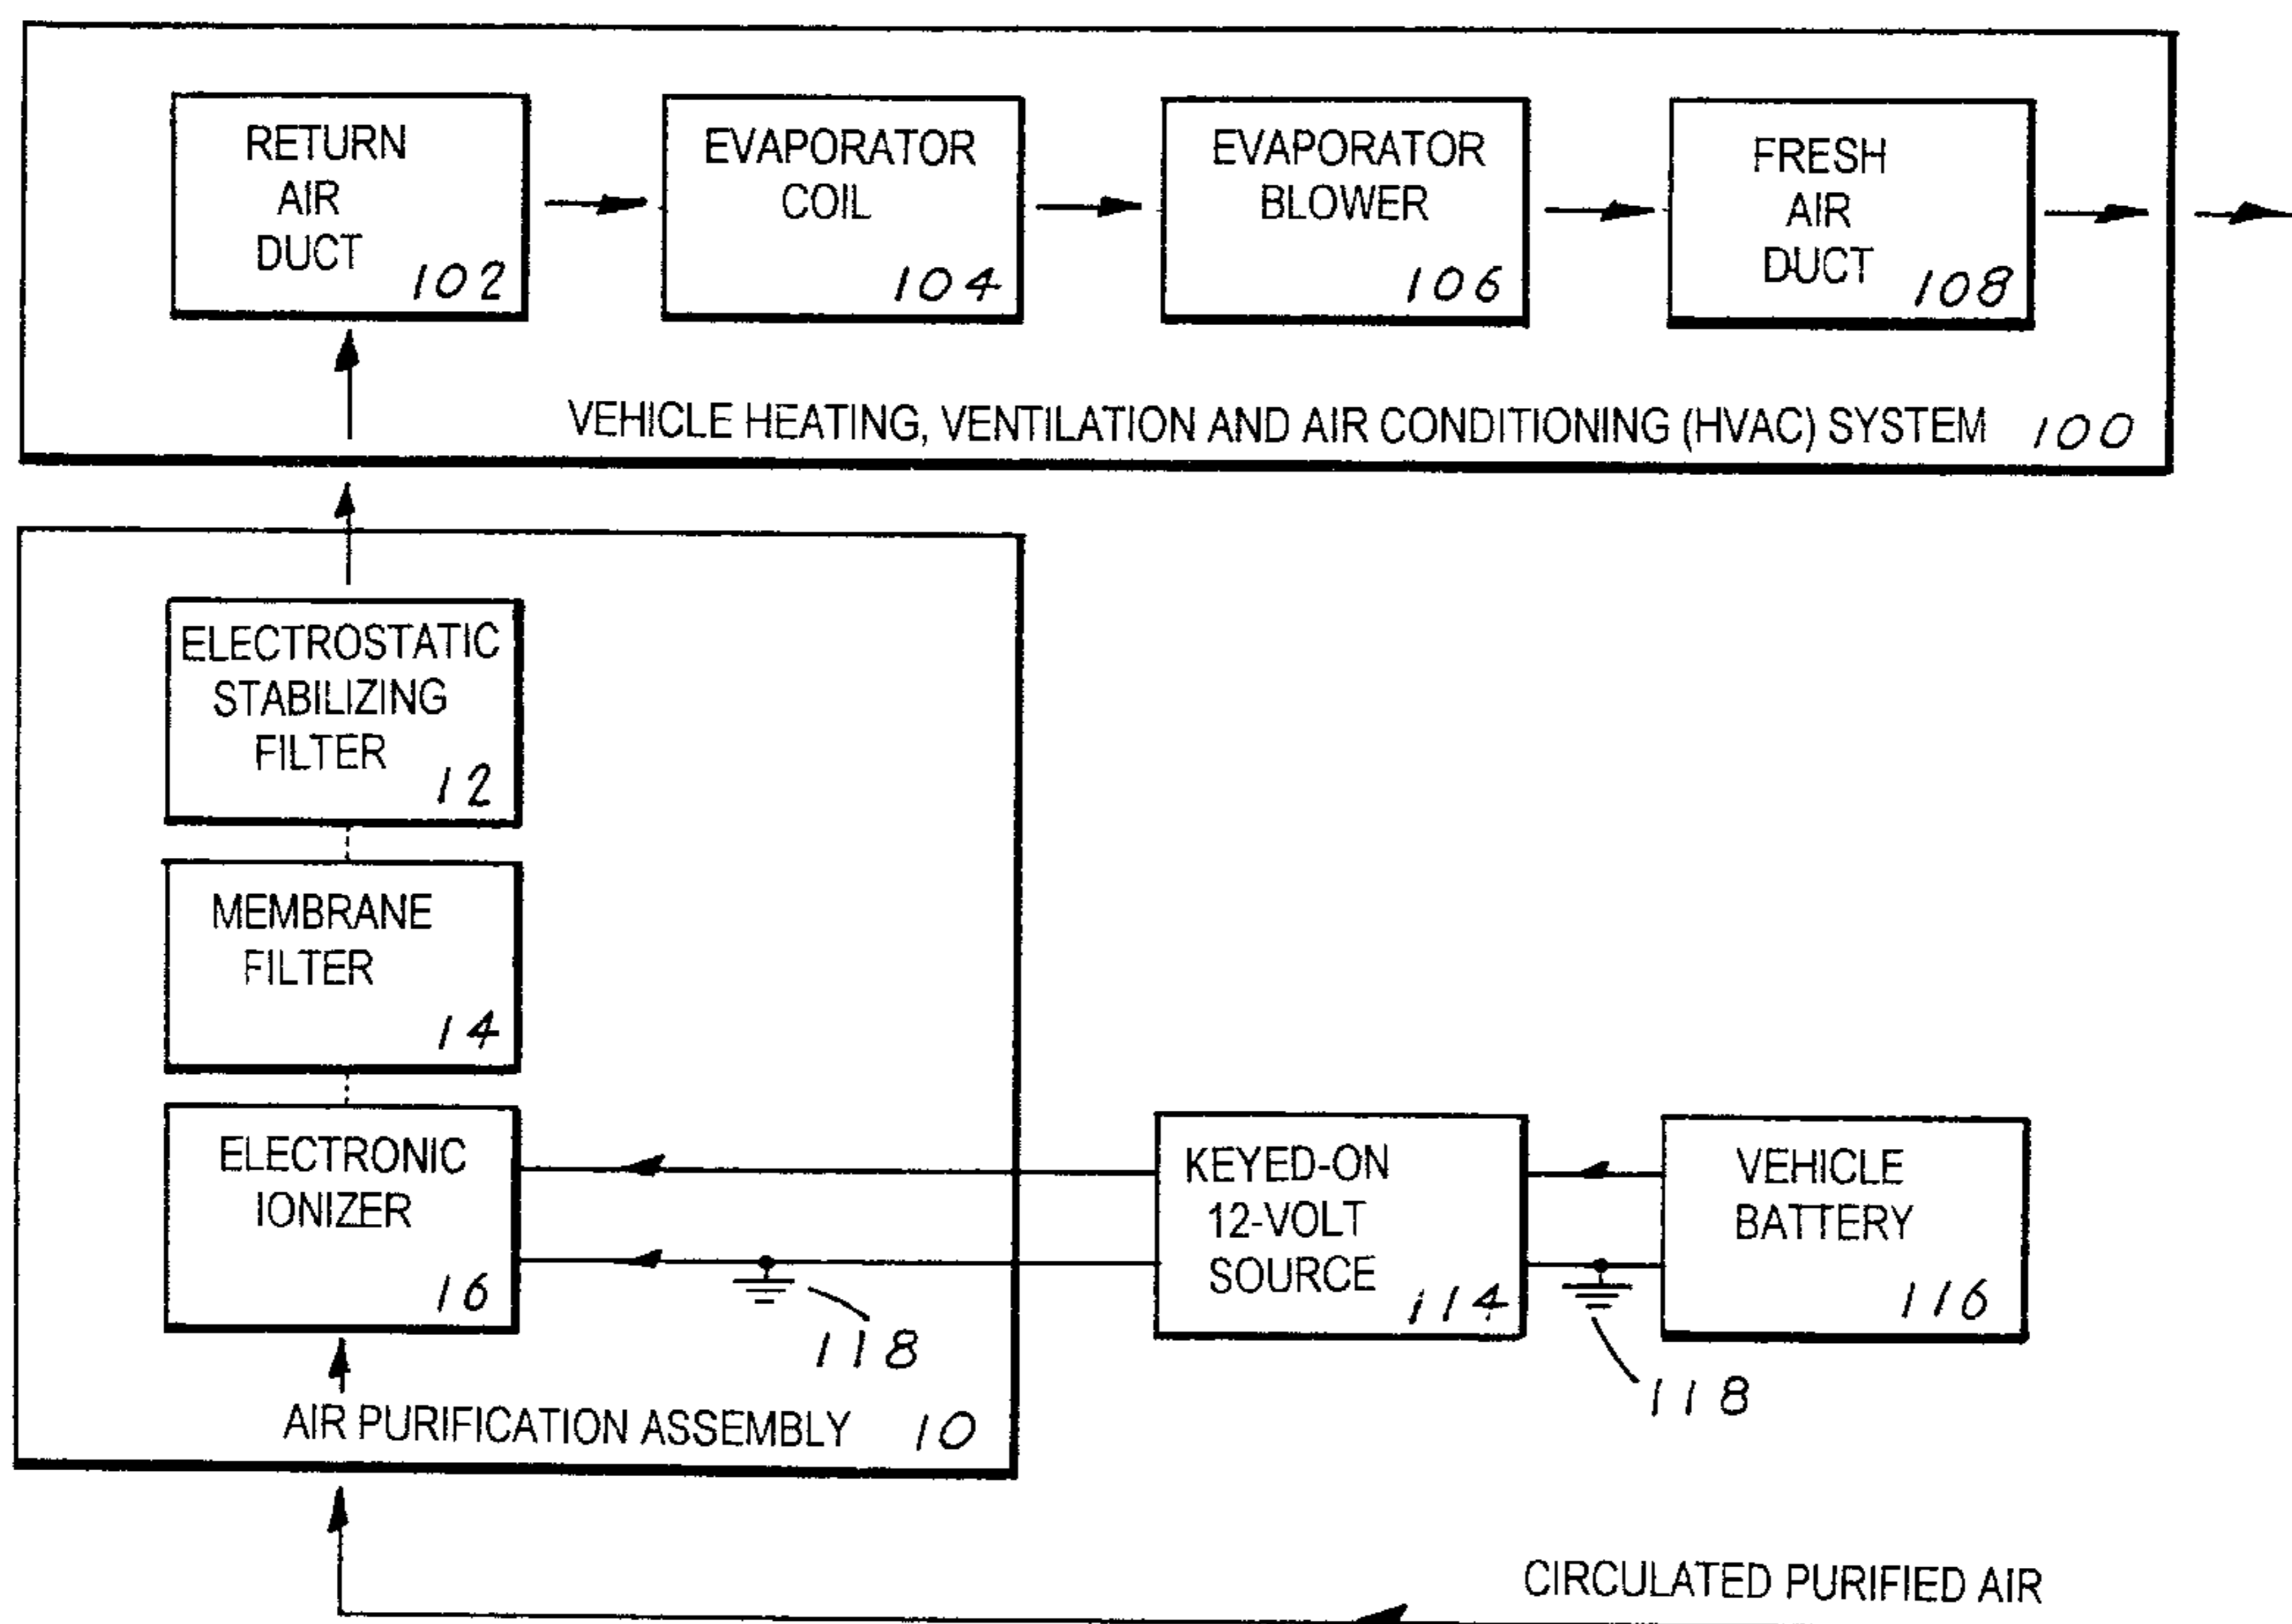 RETURN
AIR
DUCT
102
EVAPORATOR
COIL
104
EVAPORATOR
BLOWER
106
FRESH
AIR
DUCT
108
VEHICLE HEATING, VENTILATION AND AIR CONDITIONING (HVAC) SYSTEM 100
ELECTROSTATIC
STABILIZING
FILTER
12
MEMBRANE
FILTER
14
ELECTRONIC
IONIZER
16
118
AIR PURIFICATION ASSEMBLY 10
KEYED-ON
12-VOLT
SOURCE
114
VEHICLE
BATTERY
116
118
CIRCULATED PURIFIED AIR